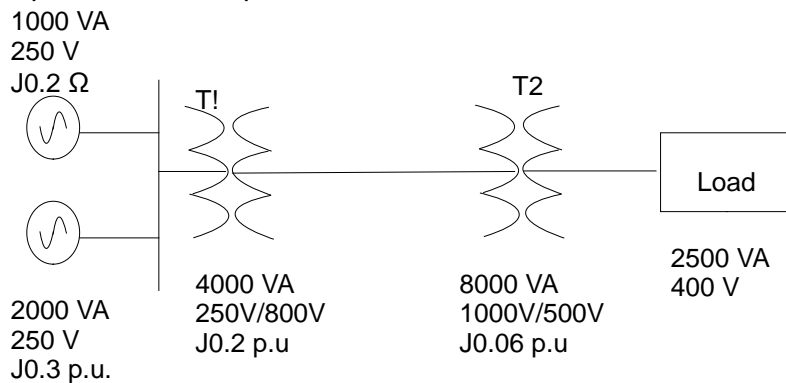 1000 VA
250 V
J0.2 Ω
T!
T2
Load
2000 VA
250 V
J0.3 p.u.
4000 VA
250V/800V
J0.2 p.u
8000 VA
1000V/500V
J0.06 p.u
2500 VA
400 V